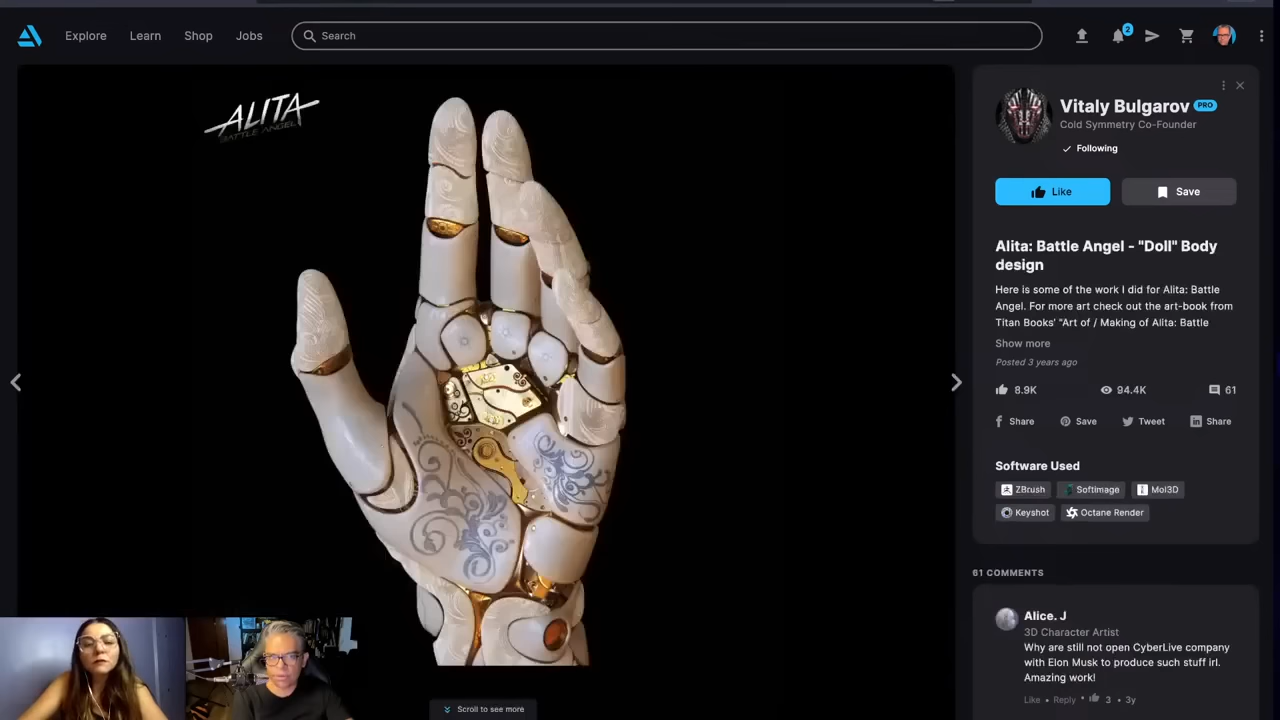 Explore
Learn
Shop
Jobs
Search
2
ALITA
BATTLE ANGEL
Vitaly Bulgarov PRO
Cold Symmetry Co-Founder
Following
Like
Save
Alita: Battle Angel - "Doll" Body
design
Here is some of the work I did for Alita: Battle
Angel. For more art check out the art-book from
Titan Books' "Art of / Making of Alita: Battle
Show more
Posted 3 years ago
8.9K
94.4K
61
Share
Save
Tweet
Share
Software Used
ZBrush
Softimage
MoI3D
Keyshot
Octane Render
61 COMMENTS
Alice. J
3D Character Artist
Why are still not open CyberLive company
with Elon Musk to produce such stuff irl.
Amazing work!
Like • Reply • 3 • 3y
Scroll to see more